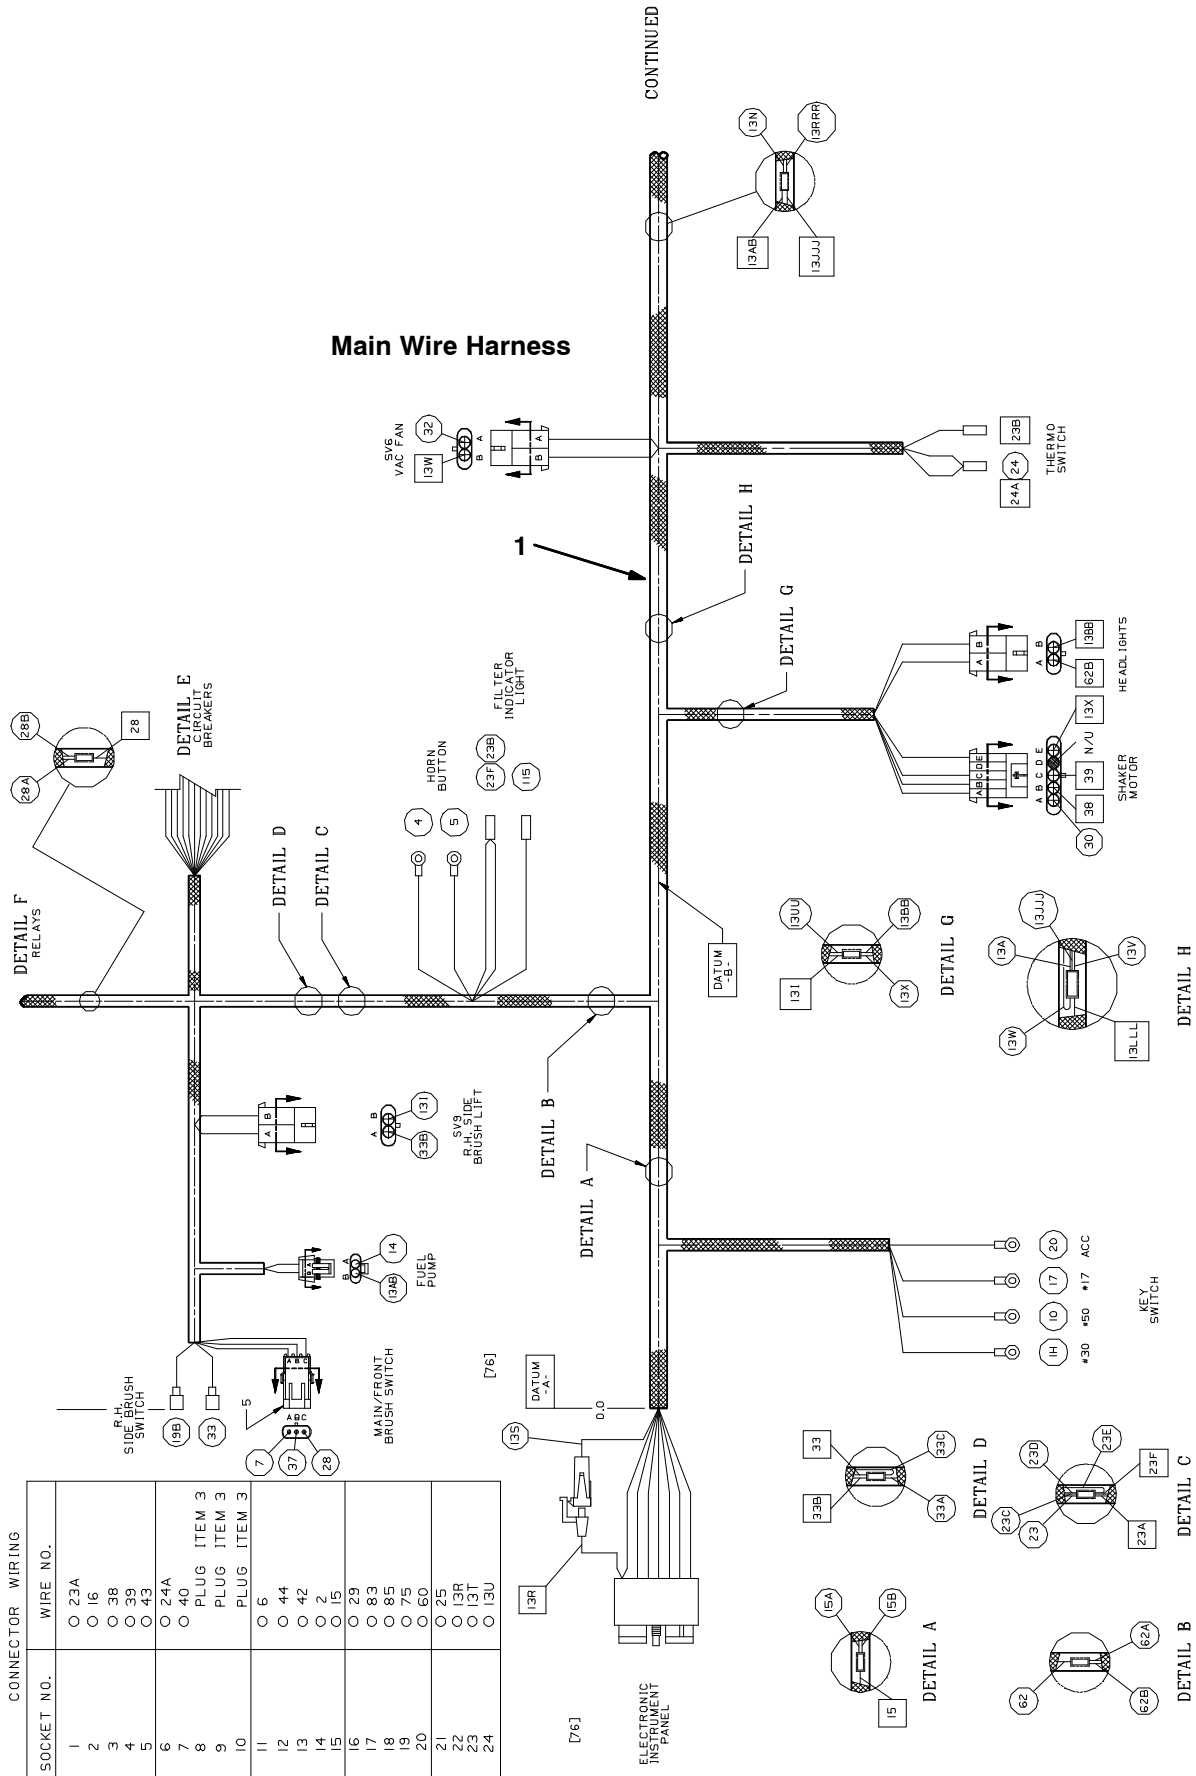 Main Wire Harness
CONTINUED
CONNECTOR WIRING
SOCKET NO. WIRE NO.
1 23A
2 16
3 38
4 39
5 43
6 24A
7 40
8 PLUG ITEM 3
9 PLUG ITEM 3
10 PLUG ITEM 3
11 6
12 44
13 42
14 2
15 15
16 29
17 83
18 85
19 75
20 60
21 25
22 13R
23 13T
24 13U
DETAIL F
RELAYS
28A
28B
28
DETAIL E
CIRCUIT
BREAKERS
DETAIL D
DETAIL C
HORN
BUTTON
4
5
FILTER
INDICATOR
LIGHT
23F
23B
115
SV6
VAC FAN
13W
32
B A
B A
1
13N
13RRR
13AB
13JJJ
23B
24A
24
THERMO
SWITCH
DETAIL H
DETAIL G
A B
A B
62B
13BB
HEADLIGHTS
A B C D E
A B C D E
30
38
39
N/U
13X
SHAKER
MOTOR
R.H.
SIDE BRUSH
SWITCH
19B
33
5
A B C
A B C
7
37
28
MAIN/FRONT
BRUSH SWITCH
B A
B A
13AB
14
FUEL
PUMP
A B
A B
33B
13I
SV9
R.H. SIDE
BRUSH LIFT
DETAIL B
DETAIL A
DATUM
-B-
DATUM
-A-
0.0
[76]
13S
13R
[76]
ELECTRONIC
INSTRUMENT
PANEL
1H
10
17
20
#30
#50
#17
ACC
KEY
SWITCH
15A
15B
15
DETAIL A
62
62A
62B
DETAIL B
33
33B
33C
33A
DETAIL D
23C
23
23D
23E
23F
23A
DETAIL C
13I
13UU
13X
13BB
DETAIL G
13W
13A
13JJJ
13V
13LLL
DETAIL H